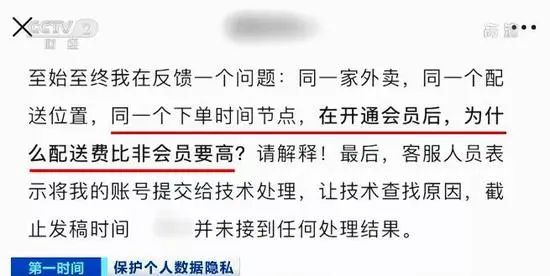 CCTV 2
财经
高清
至始至终我在反馈一个问题：同一家外卖，同一个配
送位置，同一个下单时间节点，在开通会员后，为什
么配送费比非会员要高？请解释！最后，客服人员表
示将我的账号提交给技术处理，让技术查找原因，截
止发稿时间 并未接到任何处理结果。
第一时间 保护个人数据隐私